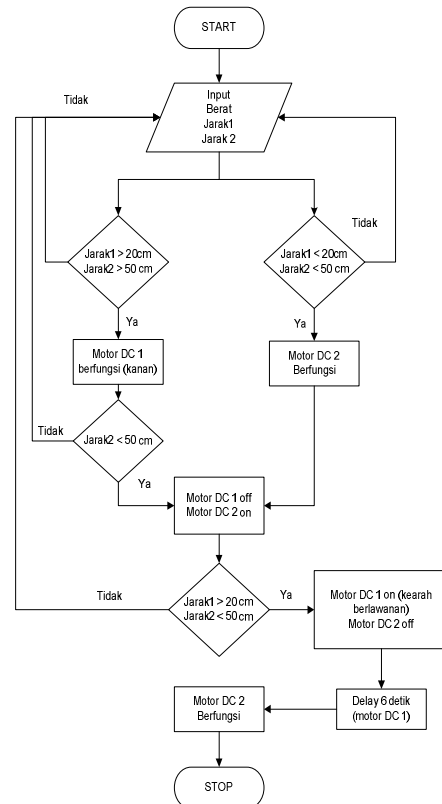 START
Tidak
Input
Berat
Jarak1
Jarak 2
Tidak
Jarak1 > 20cm
Jarak2 > 50 cm
Jarak1 < 20cm
Jarak2 < 50 cm
Ya
Ya
Motor DC 1
berfungsi (kanan)
Motor DC 2
Berfungsi
Tidak
Jarak2 < 50 cm
Ya
Motor DC 1 off
Motor DC 2 on
Tidak
Jarak1 > 20 cm
Jarak2 < 50cm
Ya
Motor DC 1 on (kearah
berlawanan)
Motor DC 2 off
Motor DC 2
Berfungsi
Delay 6 detik
(motor DC 1)
STOP